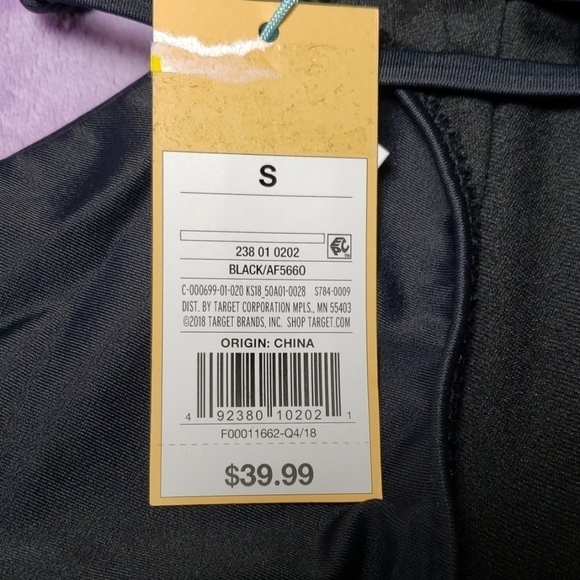 S
238 01 0202
BLACK/AF5660
C-000699-01-020 KS18_50A01-0028 S784-0009
DIST. BY TARGET CORPORATION MPLS., MN 55403
©2018 TARGET BRANDS, INC. SHOP TARGET.COM
ORIGIN: CHINA
4 92380 10202 1
F00011662-Q4/18
$39.99